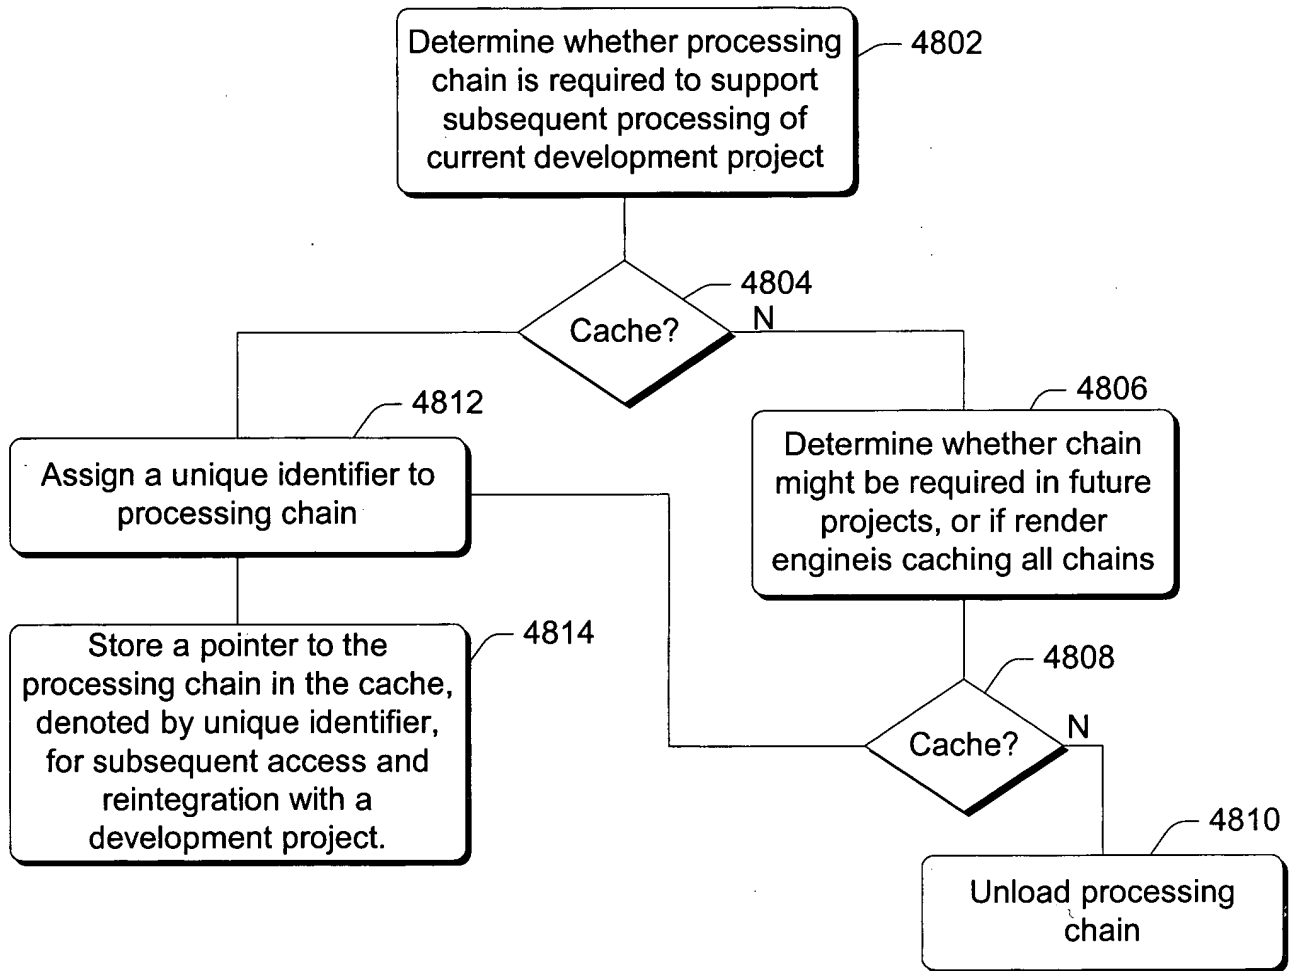 Determine whether processing
chain is required to support
subsequent processing of
current development project
4802
4804
Cache?
N
4812
Assign a unique identifier to
processing chain
4806
Determine whether chain
might be required in future
projects, or if render
engineis caching all chains
4814
Store a pointer to the
processing chain in the cache,
denoted by unique identifier,
for subsequent access and
reintegration with a
development project.
4808
Cache?
N
4810
Unload processing
chain